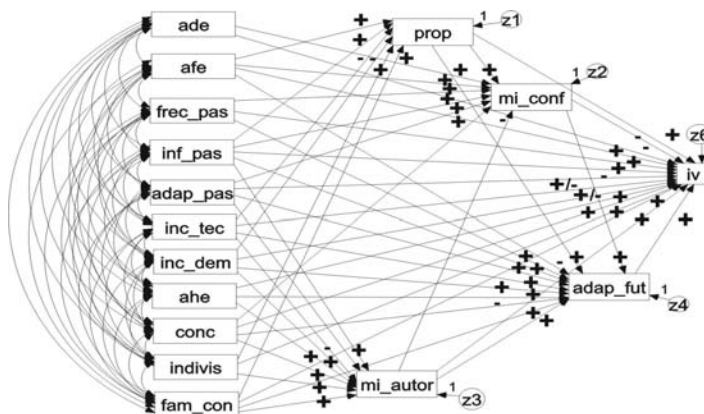 ade
afe
frec_pas
inf_pas
adap_pas
inc_tec
inc_dem
ahe
conc
indivis
fam_con
prop
1
z1
mi_conf
1
z2
z6
iv
adap_fut
1
z4
mi_autor
1
z3
+
- -
+
+
+
+
+
+
+
+
+
-
-
-
+
+
+
-
+
+/-
-
+/-
+
+
+
+
+
+
+
+
+
+
-
+
+
+
+
+
-
+
+
+
-
+
+
+
+
+